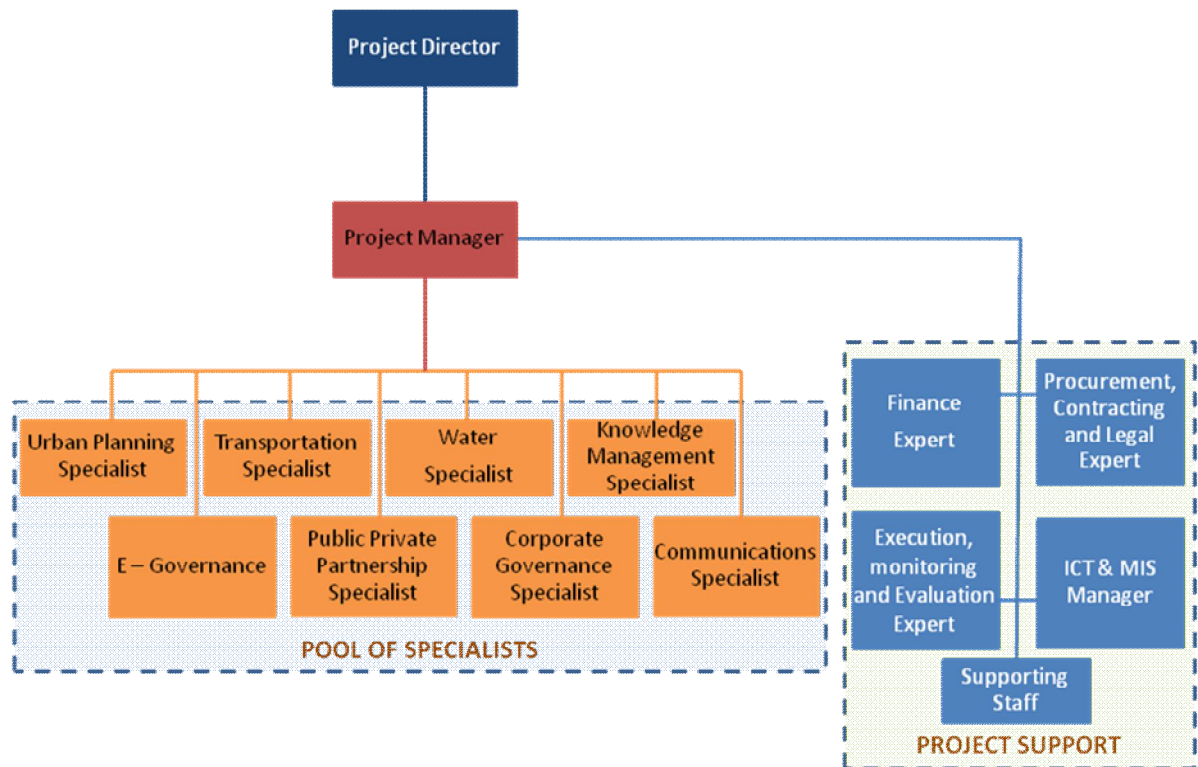 Project Director
Project Manager
Urban Planning
Specialist
Transportation
Specialist
Water
Specialist
Knowledge
Management
Specialist
E – Governance
Public Private
Partnership
Specialist
Corporate
Governance
Specialist
Communications
Specialist
POOL OF SPECIALISTS
Finance
Expert
Procurement,
Contracting
and Legal
Expert
Execution,
monitoring
and Evaluation
Expert
ICT & MIS
Manager
Supporting
Staff
PROJECT SUPPORT